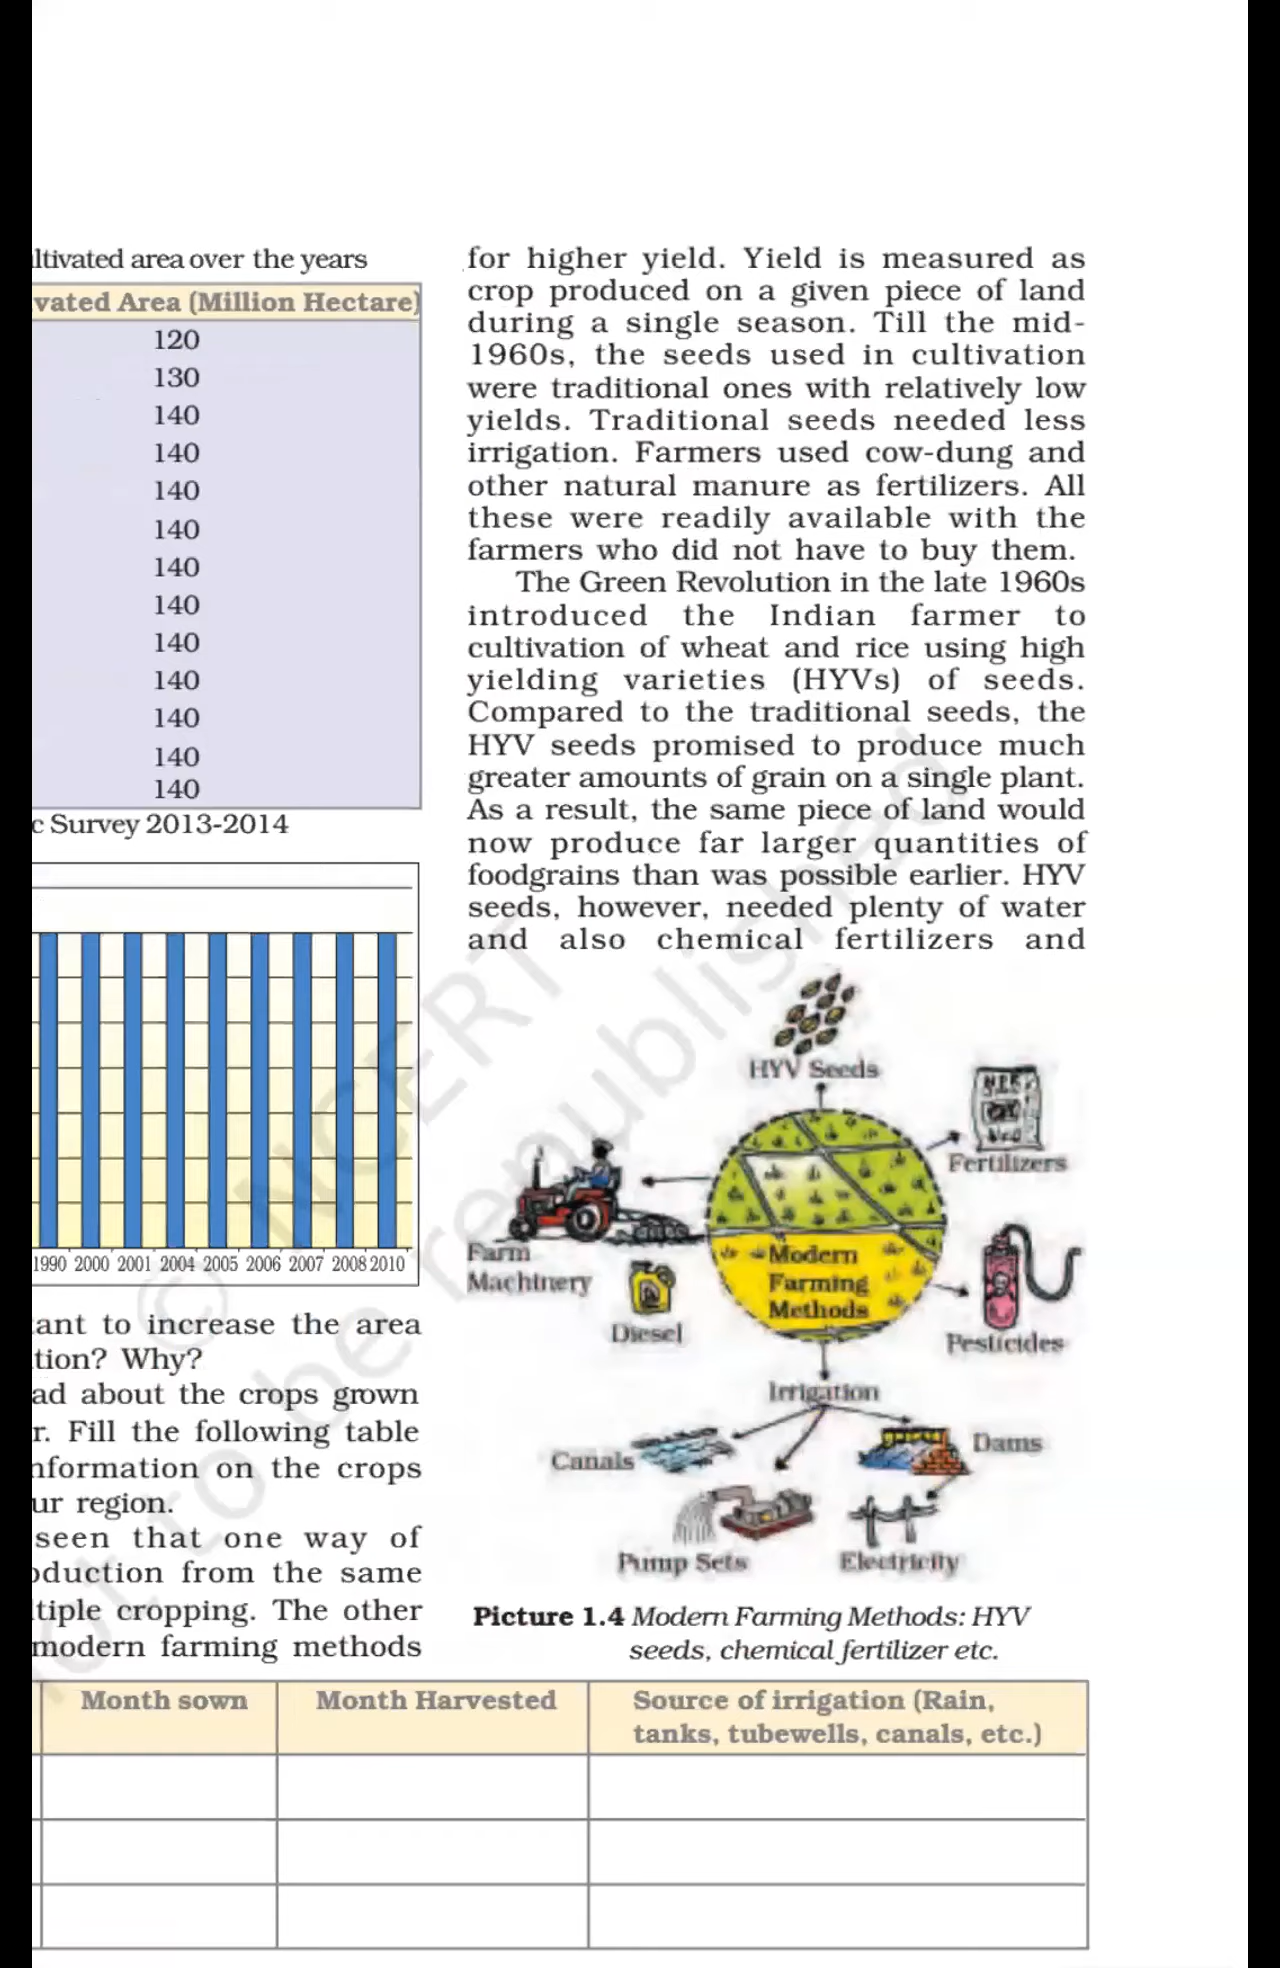 ltivated area over the years
vated Area (Million Hectare)
120
130
140
140
140
140
140
140
140
140
140
140
140
c Survey 2013-2014
1990 2000 2001 2004 2005 2006 2007 2008 2010
tant to increase the area
tion? Why?
ad about the crops grown
r. Fill the following table
nformation on the crops
ur region.
seen that one way of
oduction from the same
tiple cropping. The other
modern farming methods
for higher yield. Yield is measured as
crop produced on a given piece of land
during a single season. Till the mid-
1960s, the seeds used in cultivation
were traditional ones with relatively low
yields. Traditional seeds needed less
irrigation. Farmers used cow-dung and
other natural manure as fertilizers. All
these were readily available with the
farmers who did not have to buy them.
The Green Revolution in the late 1960s
introduced the Indian farmer to
cultivation of wheat and rice using high
yielding varieties (HYVs) of seeds.
Compared to the traditional seeds, the
HYV seeds promised to produce much
greater amounts of grain on a single plant.
As a result, the same piece of land would
now produce far larger quantities of
foodgrains than was possible earlier. HYV
seeds, however, needed plenty of water
and also chemical fertilizers and
HYV Seeds
Fertilizers
Farm
Machinery
Diesel
Modern
Farming
Methods
Pesticides
Irrigation
Canals
Dams
Pump Sets
Electricity
Picture 1.4 Modern Farming Methods: HYV
seeds, chemical fertilizer etc.
Month sown
Month Harvested
Source of irrigation (Rain,
tanks, tubewells, canals, etc.)
© NCERT
not to be republished